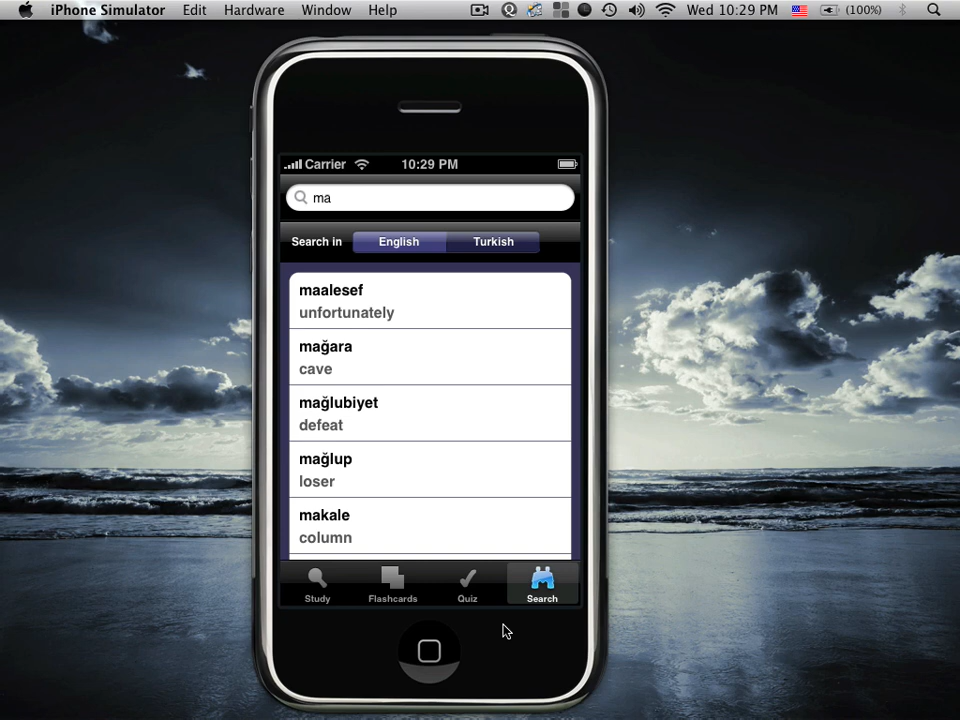 iPhone Simulator Edit Hardware Window Help Wed 10:29 PM (100%)
Carrier 10:29 PM
ma
Search in English Turkish
maalesef
unfortunately
mağara
cave
mağlubiyet
defeat
mağlup
loser
makale
column
Study Flashcards Quiz Search